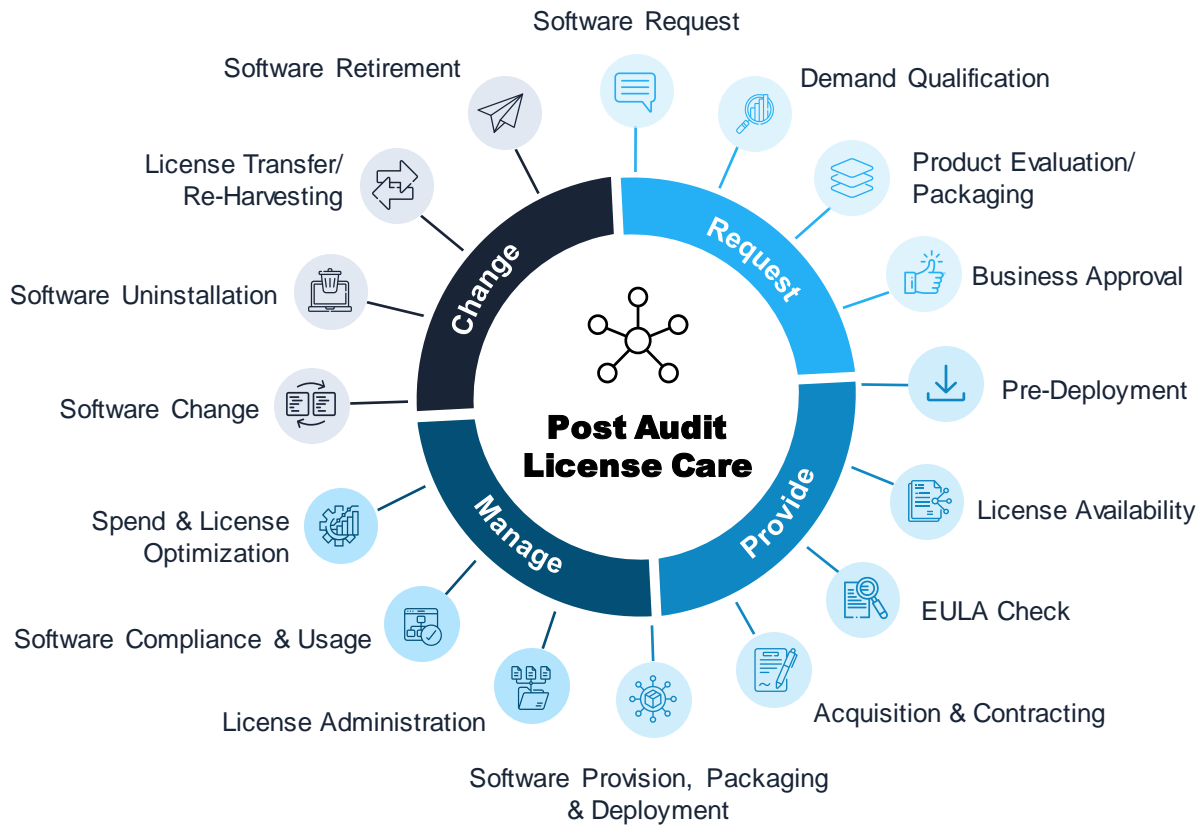 Software Request
Demand Qualification
Product Evaluation/
Packaging
Business Approval
Pre-Deployment
License Availability
EULA Check
Acquisition & Contracting
Software Provision, Packaging
& Deployment
License Administration
Software Compliance & Usage
Spend & License
Optimization
Software Change
Software Uninstallation
License Transfer/
Re-Harvesting
Software Retirement
Request
Provide
Manage
Change
Post Audit
License Care